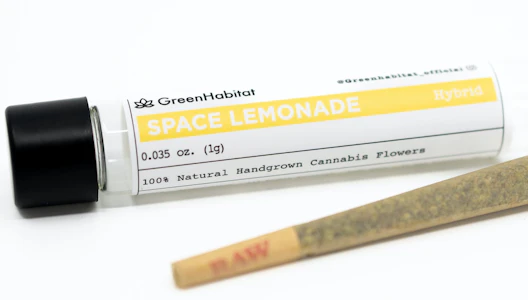 @Greenhabitat_official
GreenHabitat
SPACE LEMONADE Hybrid
0.035 oz. (1g)
100% Natural Handgrown Cannabis Flowers
RAW